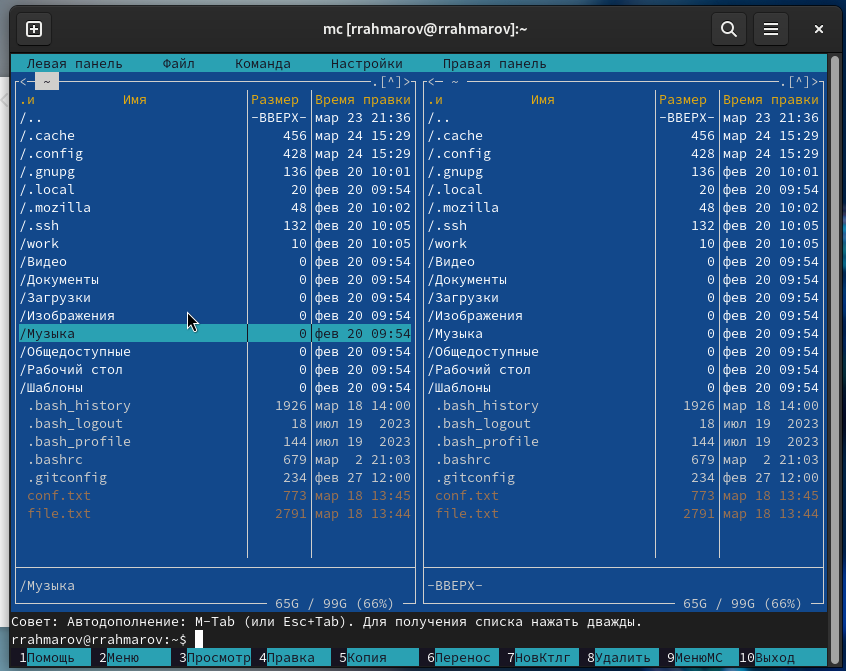 mc [rrahmarov@rrahmarov]:~
Левая панель Файл Команда Настройки Правая панель
<─ ~ .[^]> <─ ~ .[^]>
.и Имя Размер Время правки .и Имя Размер Время правки
/.. -ВВЕРХ- мар 23 21:36 /.. -ВВЕРХ- мар 23 21:36
/.cache 456 мар 24 15:29 /.cache 456 мар 24 15:29
/.config 428 мар 24 15:29 /.config 428 мар 24 15:29
/.gnupg 136 фев 20 10:01 /.gnupg 136 фев 20 10:01
/.local 20 фев 20 09:54 /.local 20 фев 20 09:54
/.mozilla 48 фев 20 10:02 /.mozilla 48 фев 20 10:02
/.ssh 132 фев 20 10:05 /.ssh 132 фев 20 10:05
/work 10 фев 20 10:05 /work 10 фев 20 10:05
/Видео 0 фев 20 09:54 /Видео 0 фев 20 09:54
/Документы 0 фев 20 09:54 /Документы 0 фев 20 09:54
/Загрузки 0 фев 20 09:54 /Загрузки 0 фев 20 09:54
/Изображения 0 фев 20 09:54 /Изображения 0 фев 20 09:54
/Музыка 0 фев 20 09:54 /Музыка 0 фев 20 09:54
/Общедоступные 0 фев 20 09:54 /Общедоступные 0 фев 20 09:54
/Рабочий стол 0 фев 20 09:54 /Рабочий стол 0 фев 20 09:54
/Шаблоны 0 фев 20 09:54 /Шаблоны 0 фев 20 09:54
.bash_history 1926 мар 18 14:00 .bash_history 1926 мар 18 14:00
.bash_logout 18 июл 19 2023 .bash_logout 18 июл 19 2023
.bash_profile 144 июл 19 2023 .bash_profile 144 июл 19 2023
.bashrc 679 мар 2 21:03 .bashrc 679 мар 2 21:03
.gitconfig 234 фев 27 12:00 .gitconfig 234 фев 27 12:00
conf.txt 773 мар 18 13:45 conf.txt 773 мар 18 13:45
file.txt 2791 мар 18 13:44 file.txt 2791 мар 18 13:44
/Музыка -ВВЕРХ-
65G / 99G (66%) 65G / 99G (66%)
Совет: Автодополнение: M-Tab (или Esc+Tab). Для получения списка нажать дважды.
rrahmarov@rrahmarov:~$
1Помощь 2Меню 3Просмотр 4Правка 5Копия 6Перенос 7НовКтлг 8Удалить 9МенюМС 10Выход